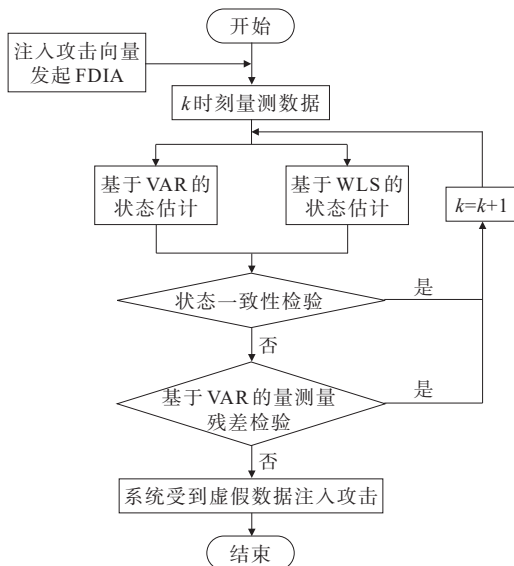 开始
注入攻击向量
发起FDIA
k时刻量测数据
基于VAR的
状态估计
基于WLS的
状态估计
k=k+1
状态一致性检验
是
否
基于VAR的量测量
残差检验
是
否
系统受到虚假数据注入攻击
结束